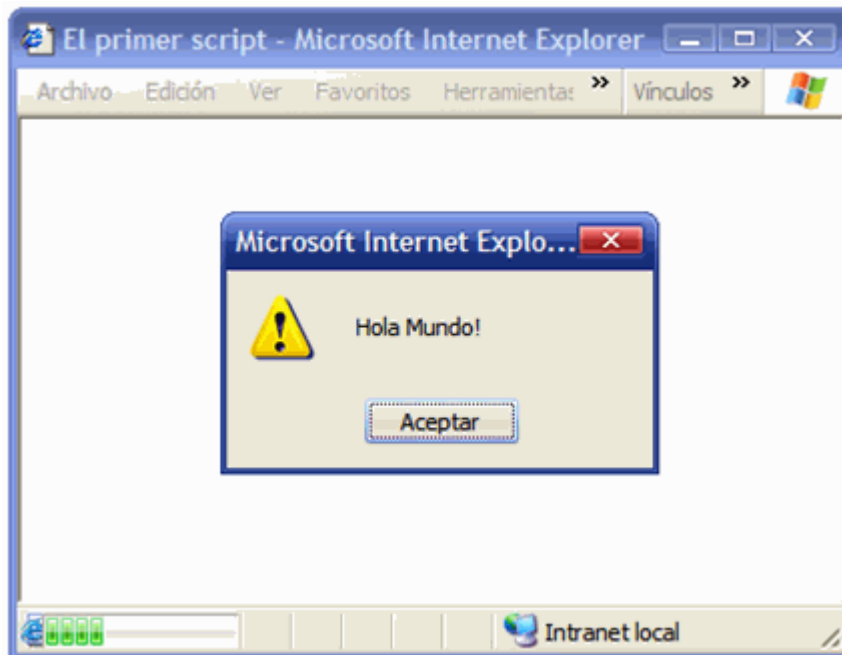 El primer script - Microsoft Internet Explorer
Archivo Edición Ver Favoritos Herramientas » Vínculos »
Microsoft Internet Explo...
Hola Mundo!
Aceptar
Intranet local